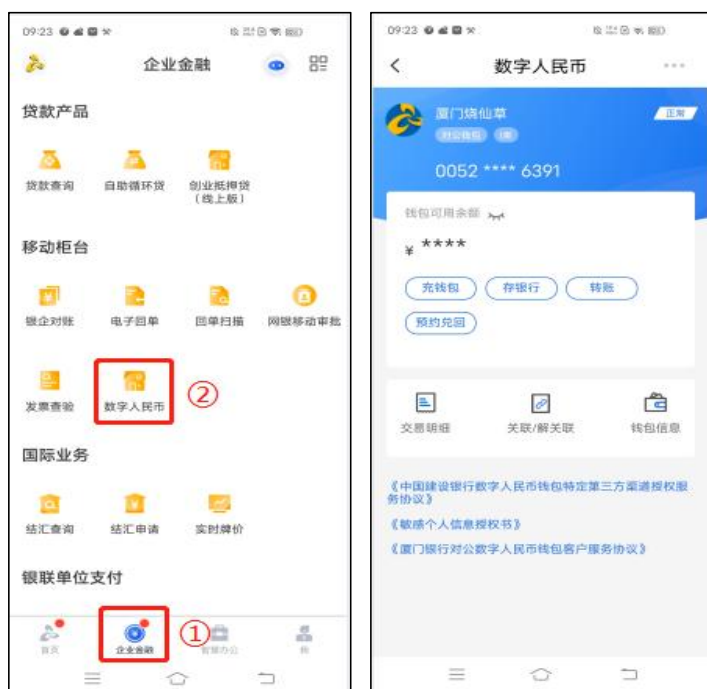 09:23
企业金融
贷款产品
贷款查询 自助循环贷 创业抵押贷
（线上版）
移动柜台
银企对账 电子回单 回单扫描 网银移动审批
发票查验 数字人民币 ②
国际业务
结汇查询 结汇申请 实时牌价
银联单位支付
首页 企业金融 ① 智慧办公
09:23
数字人民币
厦门烧仙草 正常
对公钱包
0052 **** 6391
钱包可用余额
¥ ****
充钱包 存银行 转账
预约兑回
交易明细 关联/解关联 钱包信息
《中国建设银行数字人民币钱包特定第三方渠道授权服
务协议》
《敏感个人信息授权书》
《厦门银行对公数字人民币钱包客户服务协议》